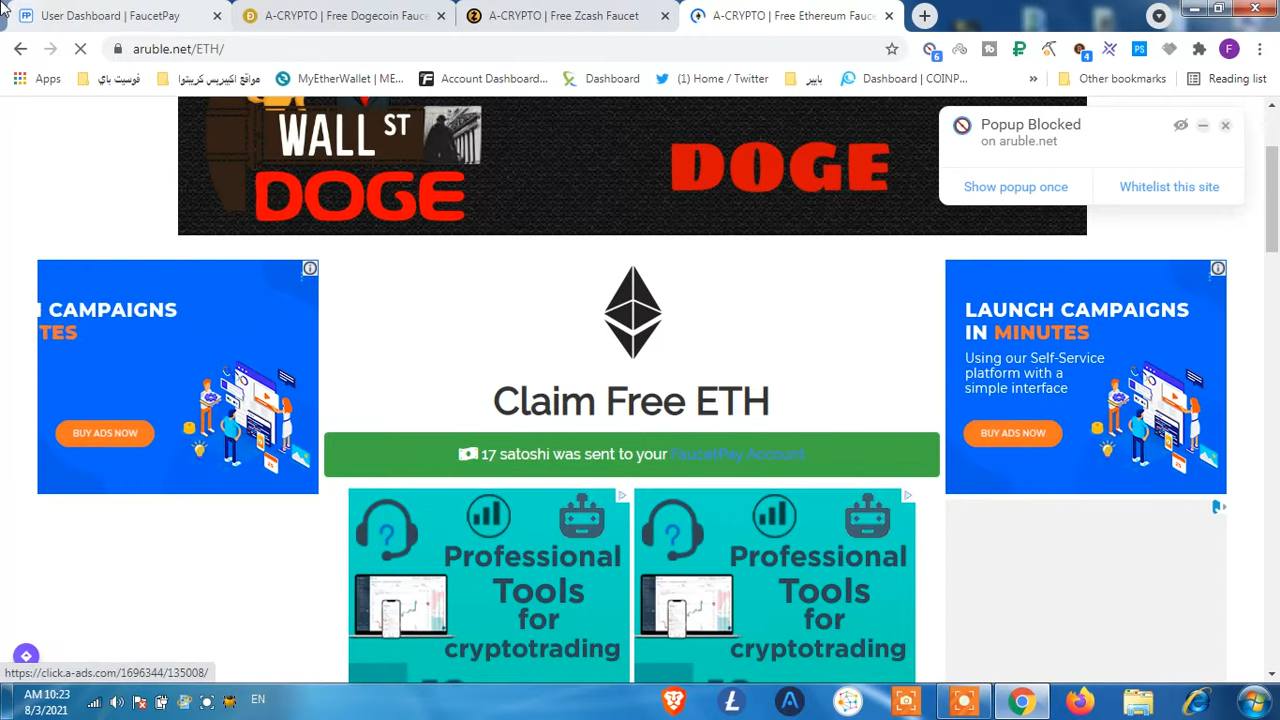 User Dashboard | FaucetPay
A-CRYPTO | Free Dogecoin Fauce
A-CRYPTO | Free Zcash Faucet
A-CRYPTO | Free Ethereum Fauce
aruble.net/ETH/
6
4
PS
F
Apps
فوسيت باي
مواقع اكبيرس كريبتوا
MyEtherWallet | ME...
Account Dashboard...
Dashboard
(1) Home / Twitter
بايير
Dashboard | COINP...
»
Other bookmarks
Reading list
WALL ST
DOGE
DOGE
Popup Blocked
on aruble.net
Show popup once
Whitelist this site
CAMPAIGNS
TES
BUY ADS NOW
Claim Free ETH
17 satoshi was sent to your FaucetPay Account
LAUNCH CAMPAIGNS
IN MINUTES
Using our Self-Service
platform with a
simple interface
BUY ADS NOW
Professional
Tools
for
cryptotrading
Professional
Tools
for
cryptotrading
https://click.a-ads.com/1696344/135008/
AM 10:23
8/3/2021
EN